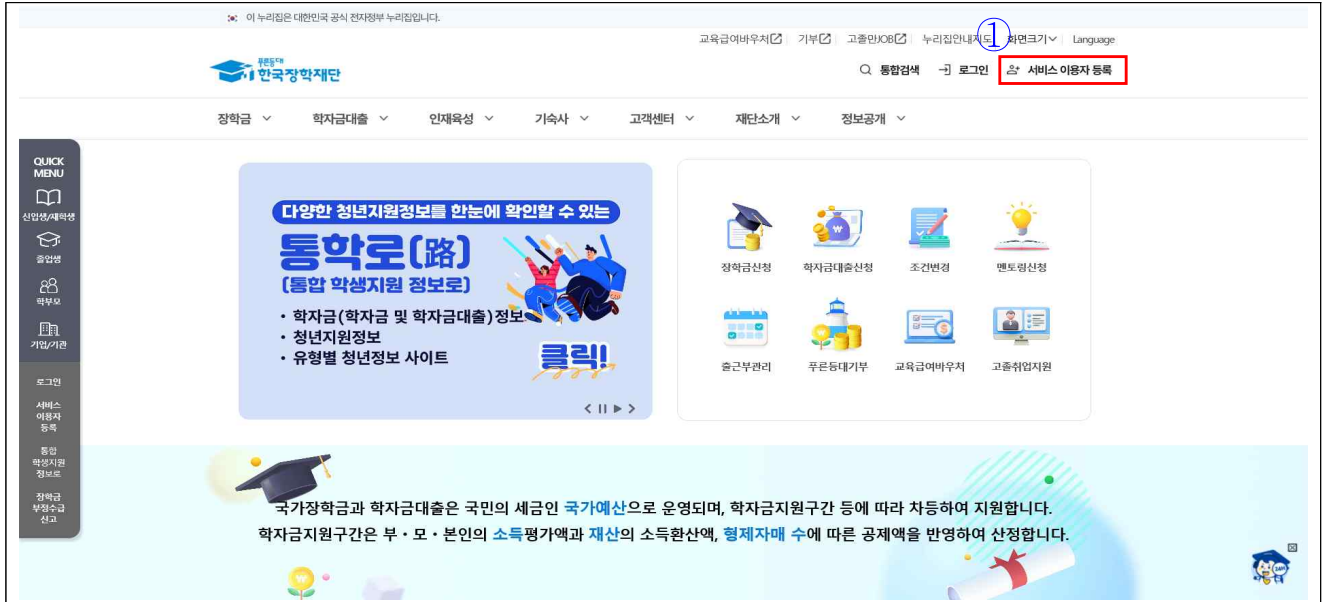 이 누리집은 대한민국 공식 전자정부 누리집입니다.
교육급여바우처 기부 고졸만JOB 누리집안내지도 화면크기 Language
①
푸른등대
한국장학재단
통합검색 로그인 서비스 이용자 등록
장학금 학자금대출 인재육성 기숙사 고객센터 재단소개 정보공개
QUICK
MENU
신입생/재학생
졸업생
학부모
기업/기관
로그인
서비스
이용자
등록
통합
학생지원
정보로
장학금
부정수급
신고
다양한 청년지원정보를 한눈에 확인할 수 있는
통학로(路)
(통합 학생지원 정보로)
• 학자금(학자금 및 학자금대출)정보
• 청년지원정보
• 유형별 청년정보 사이트
클릭!
장학금신청 학자금대출신청 조건변경 멘토링신청
출근부관리 푸른등대기부 교육급여바우처 고졸취업지원
국가장학금과 학자금대출은 국민의 세금인 국가예산으로 운영되며, 학자금지원구간 등에 따라 차등하여 지원합니다.
학자금지원구간은 부・모・본인의 소득평가액과 재산의 소득환산액, 형제자매 수에 따른 공제액을 반영하여 산정합니다.